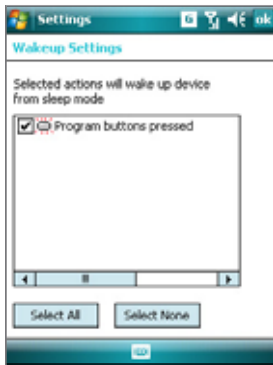 Settings
ok
Wakeup Settings
Selected actions will wake up device
from sleep mode
Program buttons pressed
Select All
Select None